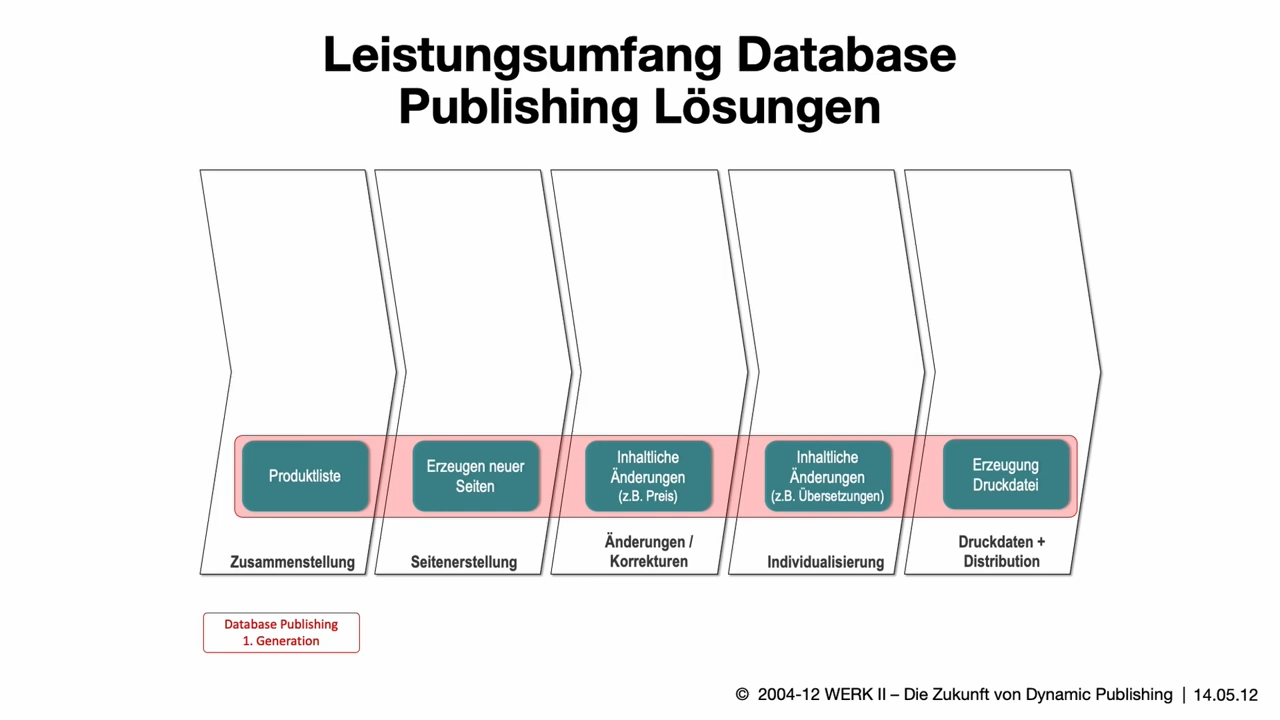 Leistungsumfang Database
Publishing Lösungen
Produktliste
Erzeugen neuer
Seiten
Inhaltliche
Änderungen
(z.B. Preis)
Inhaltliche
Änderungen
(z.B. Übersetzungen)
Erzeugung
Druckdatei
Zusammenstellung
Seitenerstellung
Änderungen /
Korrekturen
Individualisierung
Druckdaten +
Distribution
Database Publishing
1. Generation
© 2004-12 WERK II – Die Zukunft von Dynamic Publishing | 14.05.12